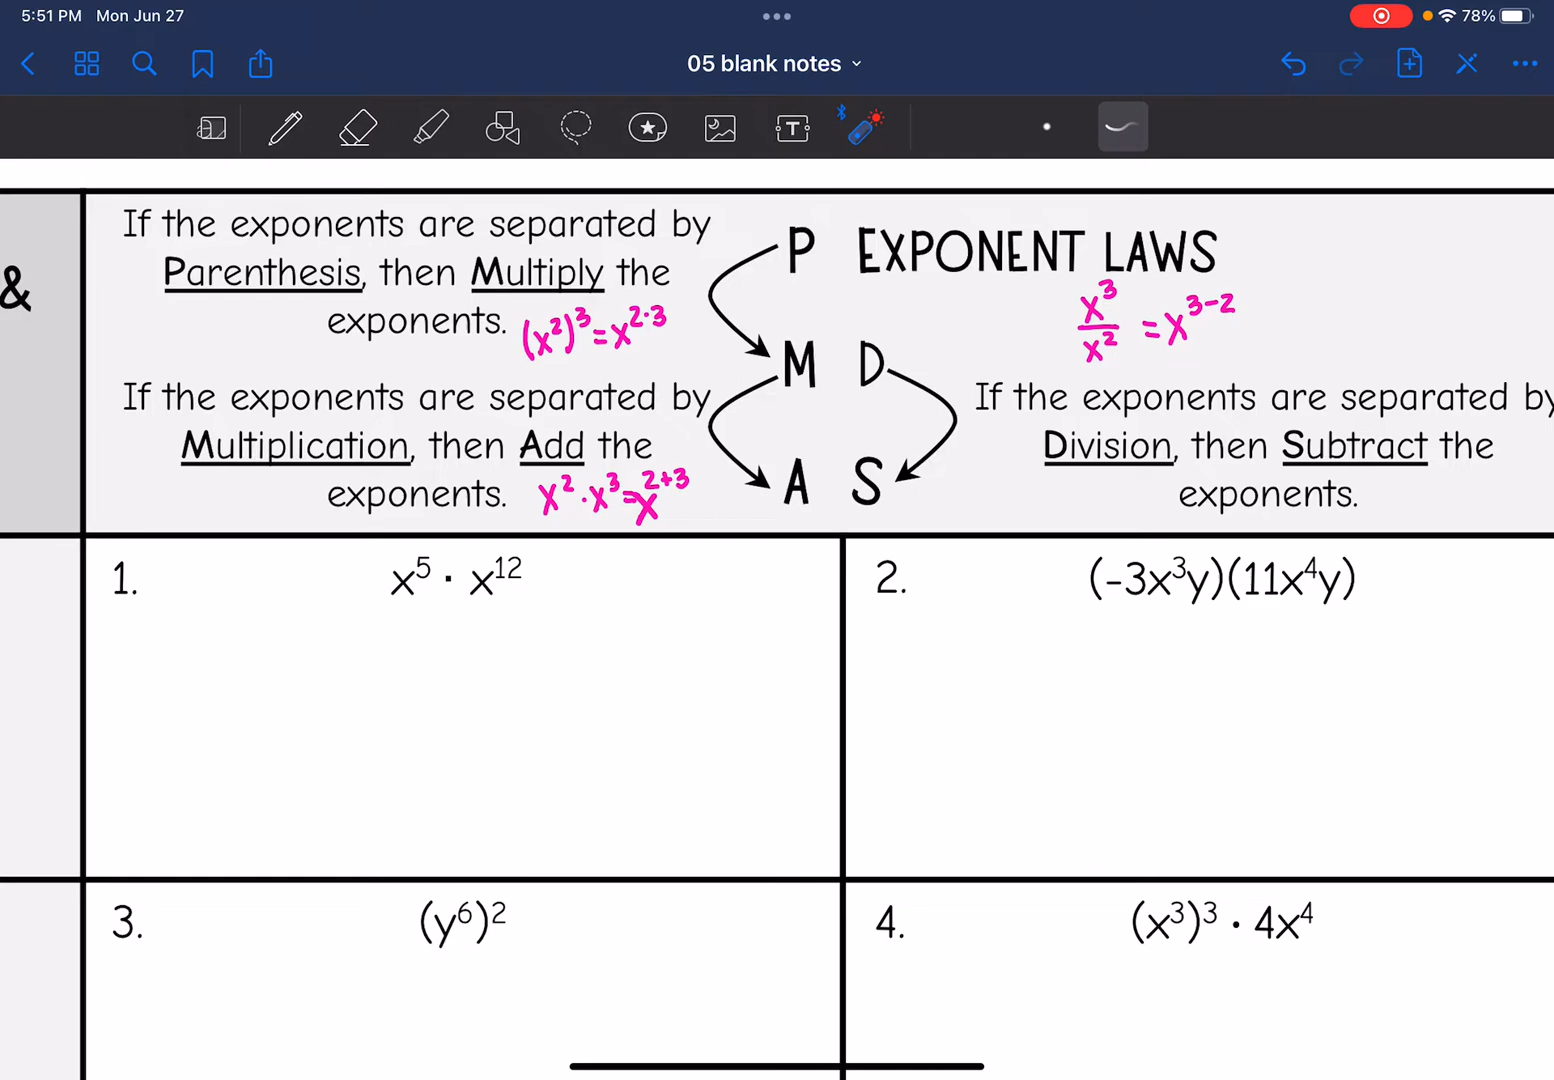 5:51 PM Mon Jun 27
78%
05 blank notes
&
If the exponents are separated by
Parenthesis, then Multiply the
exponents. (x²)³=x²·³
If the exponents are separated by
Multiplication, then Add the
exponents. x²·x³=x²⁺³
P EXPONENT LAWS
x³/x² = x³⁻²
M D
A S
If the exponents are separated by
Division, then Subtract the
exponents.
1. x⁵ · x¹²
2. (-3x³y)(11x⁴y)
3. (y⁶)²
4. (x³)³ · 4x⁴